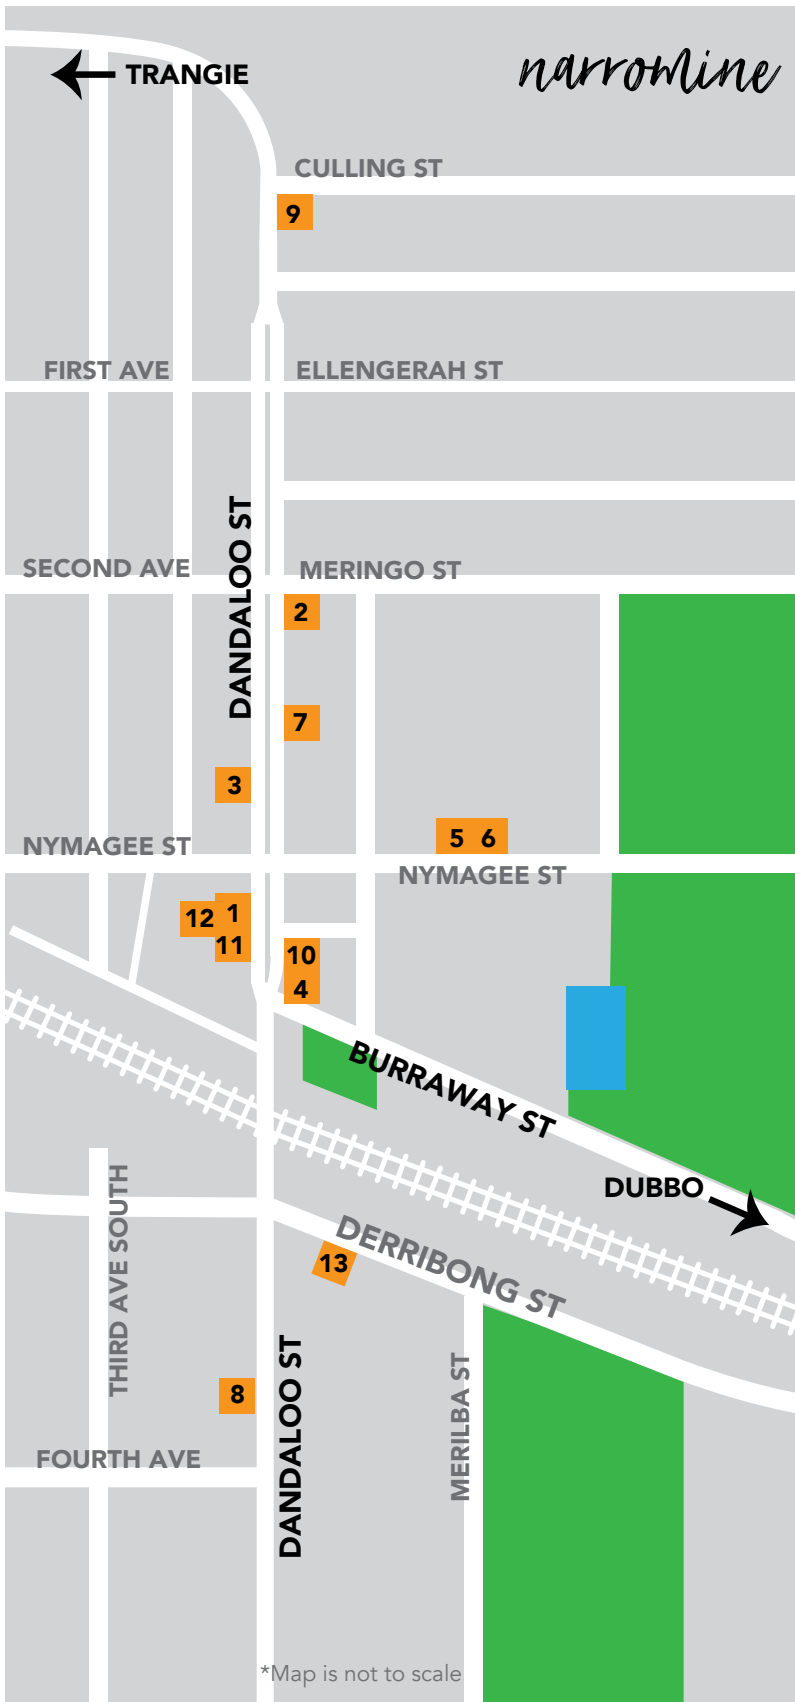 narromine
TRANGIE
CULLING ST
9
FIRST AVE
ELLENGERAH ST
DANDALOO ST
SECOND AVE
MERINGO ST
2
7
3
5 6
NYMAGEE ST
NYMAGEE ST
12 1
11
10
4
BURRAWAY ST
DUBBO
THIRD AVE SOUTH
DERRIBONG ST
13
DANDALOO ST
MERILBA ST
8
FOURTH AVE
*Map is not to scale